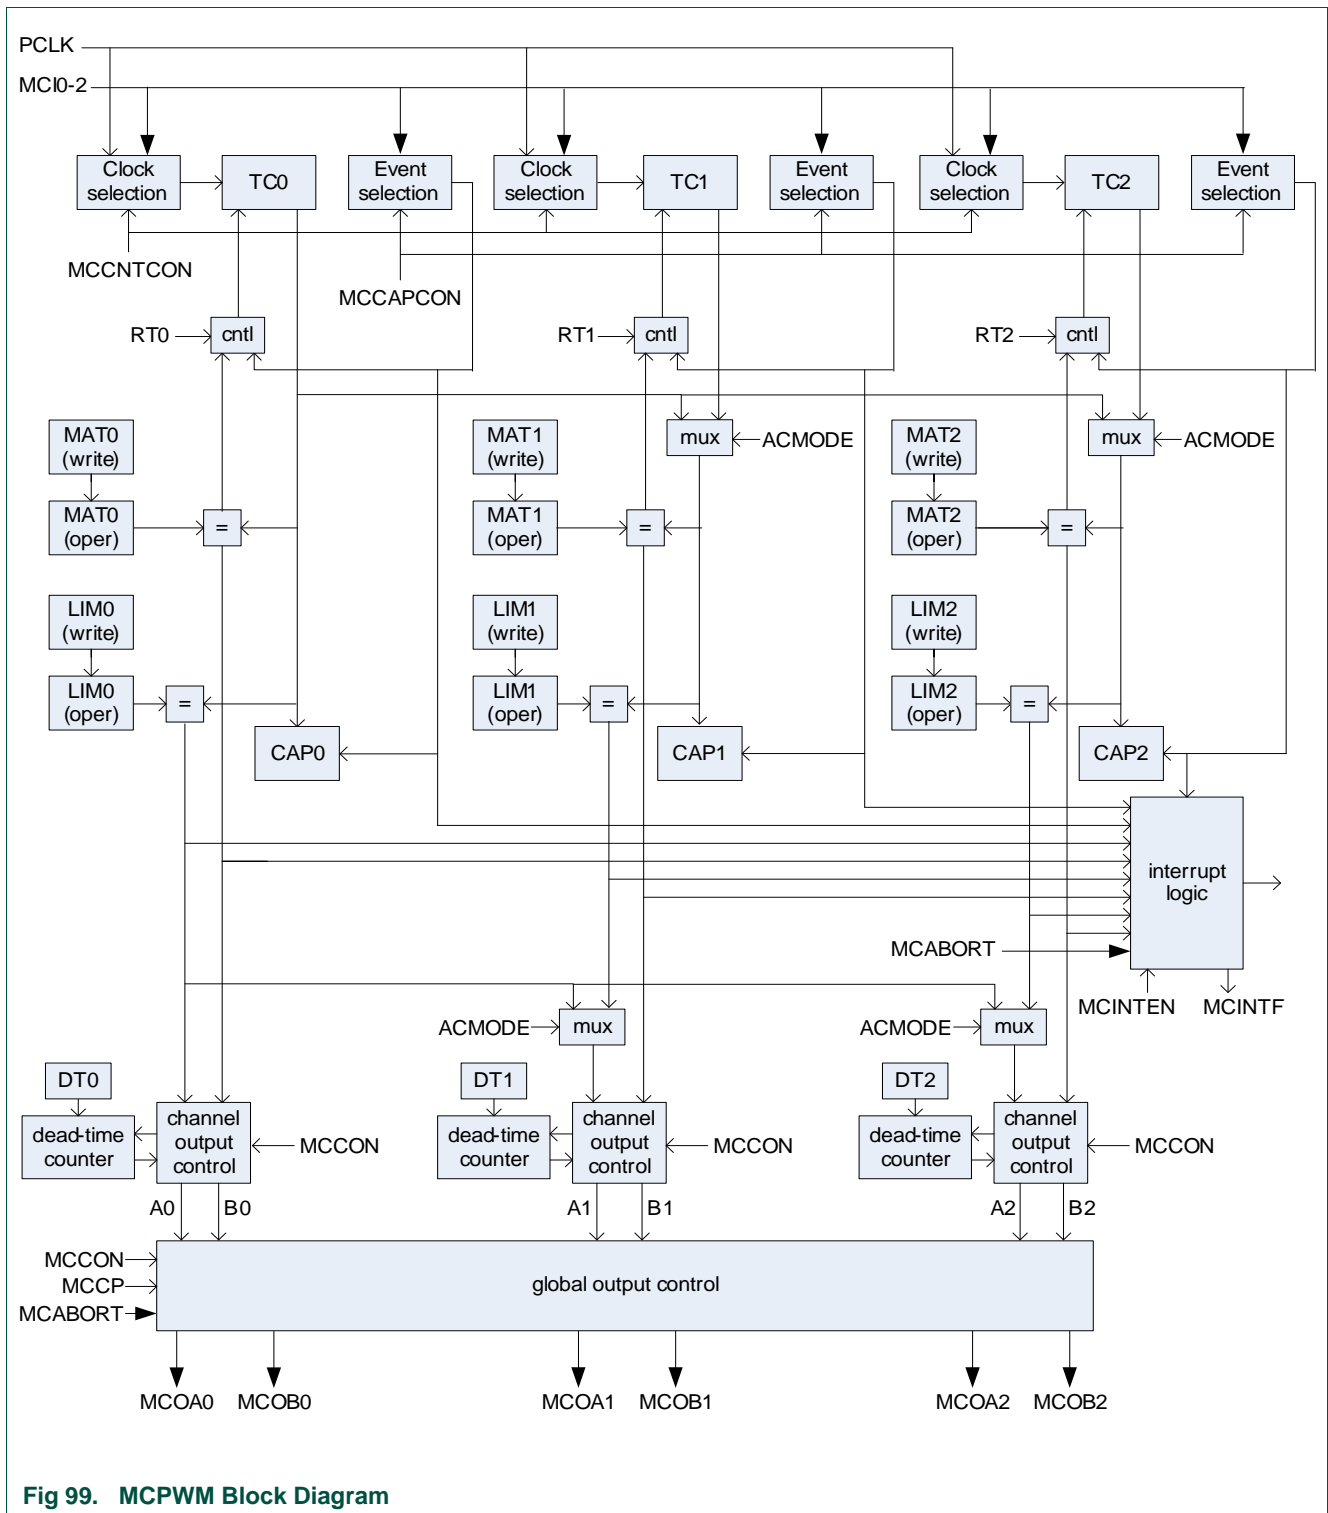 PCLK
MCI0-2
Clock
selection
TC0
Event
selection
Clock
selection
TC1
Event
selection
Clock
selection
TC2
Event
selection
MCCNTCON
MCCAPCON
RT0
cntl
RT1
cntl
RT2
cntl
MAT0
(write)
MAT1
(write)
mux
ACMODE
MAT2
(write)
mux
ACMODE
MAT0
(oper)
=
MAT1
(oper)
=
MAT2
(oper)
=
LIM0
(write)
LIM1
(write)
LIM2
(write)
LIM0
(oper)
=
LIM1
(oper)
=
LIM2
(oper)
=
CAP0
CAP1
CAP2
interrupt
logic
MCABORT
MCINTEN
MCINTF
ACMODE
mux
ACMODE
mux
DT0
DT1
DT2
dead-time
counter
channel
output
control
MCCON
dead-time
counter
channel
output
control
MCCON
dead-time
counter
channel
output
control
MCCON
A0
B0
A1
B1
A2
B2
MCCON
MCCP
MCABORT
global output control
MCOA0
MCOB0
MCOA1
MCOB1
MCOA2
MCOB2
Fig 99. MCPWM Block Diagram